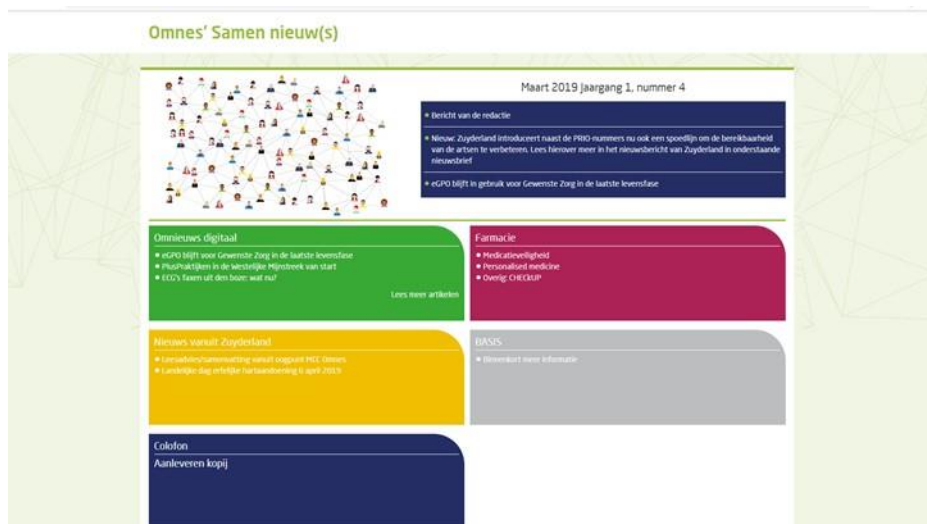 Omnes' Samen nieuw(s)
Maart 2019 Jaargang 1, nummer 4
Bericht van de redactie
Nieuw: Zuyderland introduceert naast de PRIO-nummers nu ook een spoedlijn om de bereikbaarheid
van de artsen te verbeteren. Lees hierover meer in het nieuwsbericht van Zuyderland in onderstaande
nieuwsbrief
eGPO blijft in gebruik voor Gewenste Zorg in de laatste levensfase
Omnieuws digitaal
eGPO blijft voor Gewenste Zorg in de laatste levensfase
PlusPraktijken in de Westelijke Mijnstreek van start
ECG's faxen uit den boze: wat nu?
Lees meer artikelen
Farmacie
Medicatieveiligheid
Personalised medicine
Overig: CHECkUP
Nieuws vanuit Zuyderland
Leesadvies/samenvatting vanuit oogpunt MCC Omnes
Landelijke dag erfelijke hartaandoening 6 april 2019
BASIS
Binnenkort meer informatie
Colofon
Aanleveren kopij